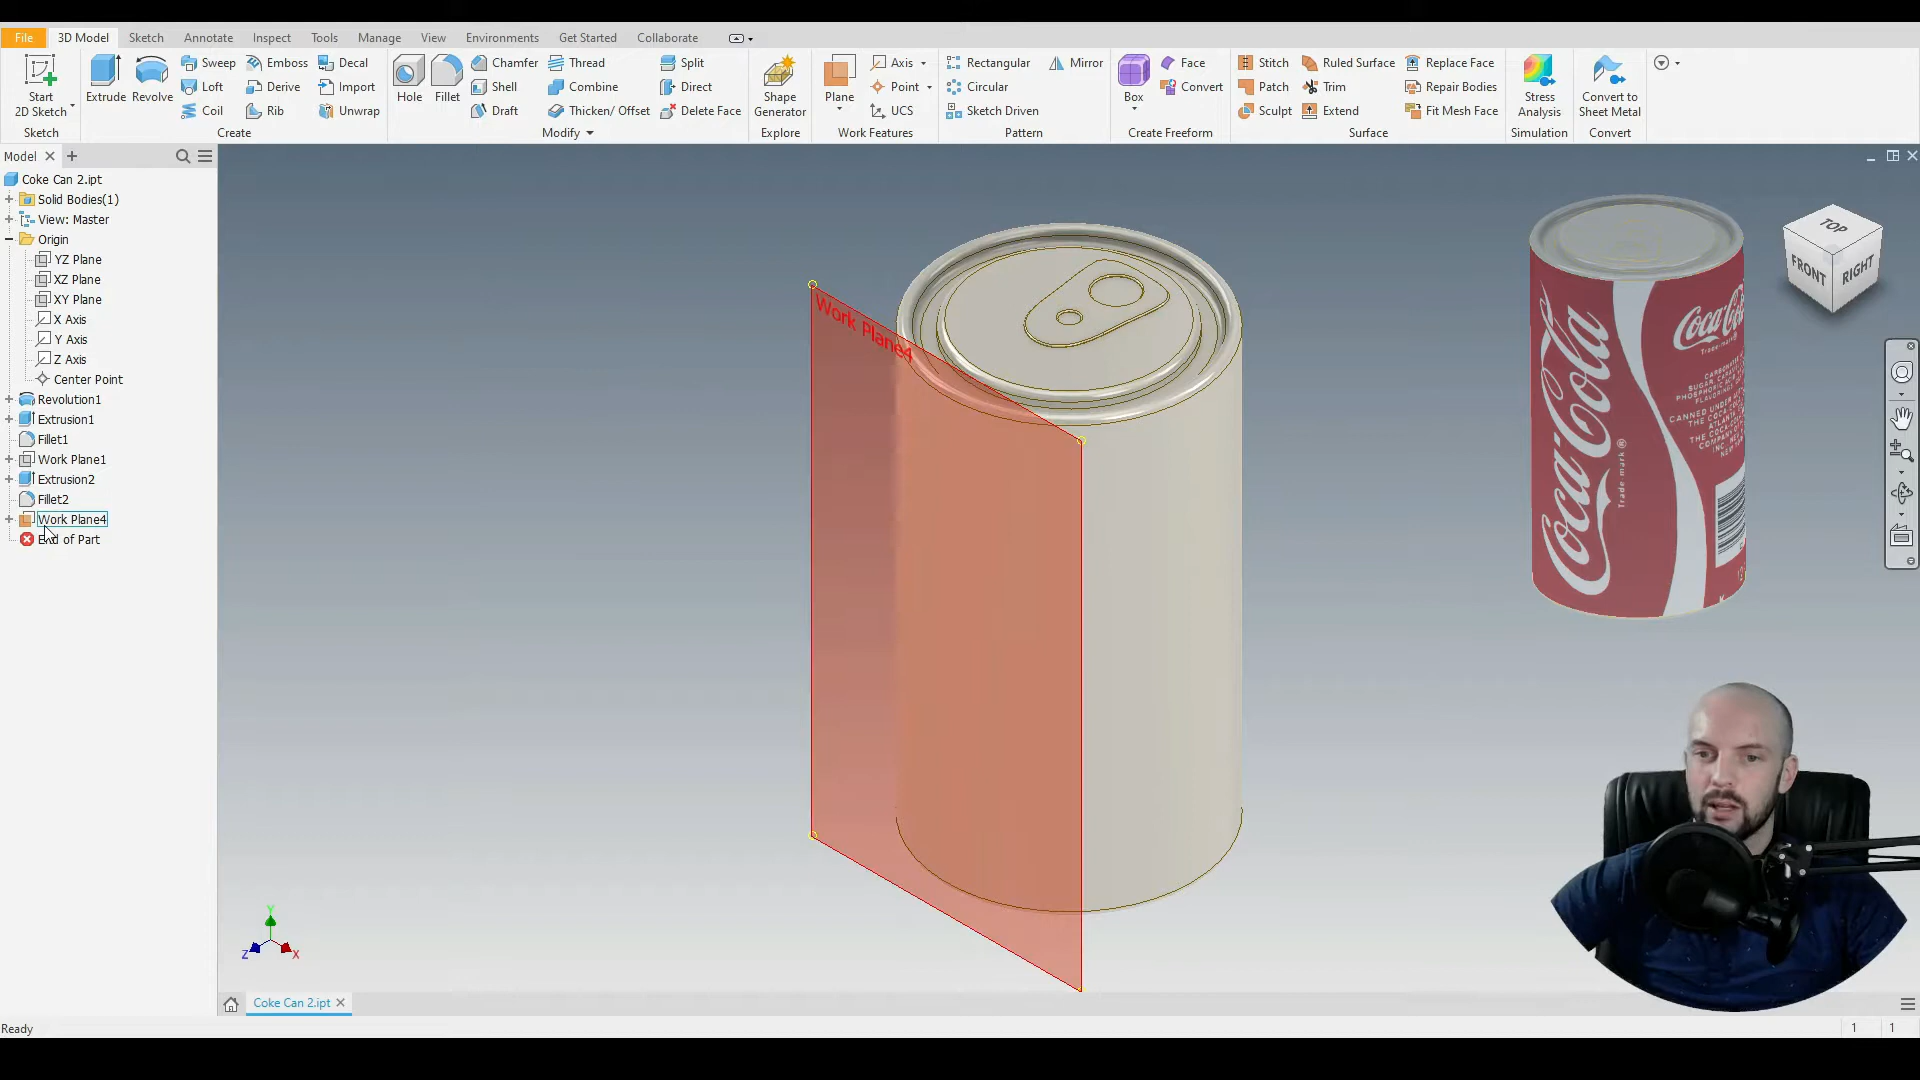 File
3D Model
Sketch
Annotate
Inspect
Tools
Manage
View
Environments
Get Started
Collaborate
Start
2D Sketch
Sketch
Extrude
Revolve
Sweep
Loft
Coil
Emboss
Derive
Rib
Decal
Import
Unwrap
Create
Hole
Fillet
Chamfer
Shell
Draft
Thread
Combine
Thicken/ Offset
Split
Direct
Delete Face
Modify
Shape
Generator
Explore
Plane
Axis
Point
UCS
Work Features
Rectangular
Circular
Sketch Driven
Mirror
Pattern
Box
Face
Convert
Create Freeform
Stitch
Patch
Sculpt
Ruled Surface
Trim
Extend
Replace Face
Repair Bodies
Fit Mesh Face
Surface
Stress
Analysis
Simulation
Convert to
Sheet Metal
Convert
Model
Coke Can 2.ipt
Solid Bodies(1)
View: Master
Origin
YZ Plane
XZ Plane
XY Plane
X Axis
Y Axis
Z Axis
Center Point
Revolution1
Extrusion1
Fillet1
Work Plane1
Extrusion2
Fillet2
Work Plane4
End of Part
Work Plane4
Coca-Cola
Trade-mark®
TOP
FRONT
RIGHT
Y
Z
X
Coke Can 2.ipt
Ready
1
1